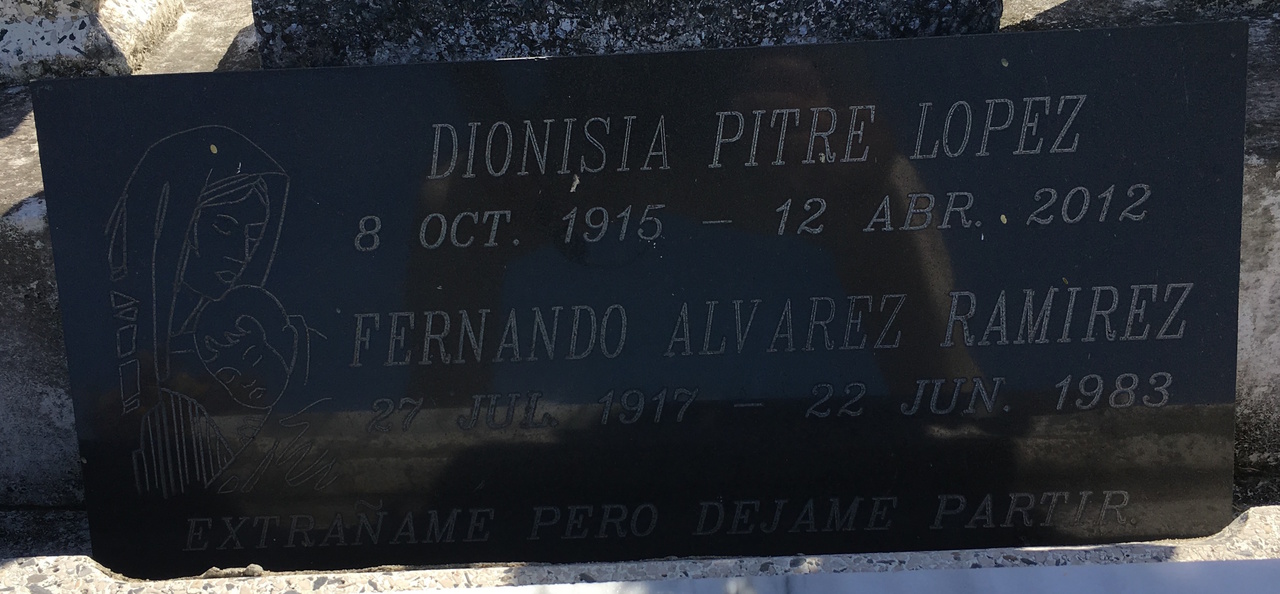 DIONISIA PITRE LOPEZ
8 OCT. 1915 – 12 ABR. 2012
FERNANDO ALVAREZ RAMIREZ
27 JUL. 1917 – 22 JUN. 1983
EXTRAÑAME PERO DEJAME PARTIR.